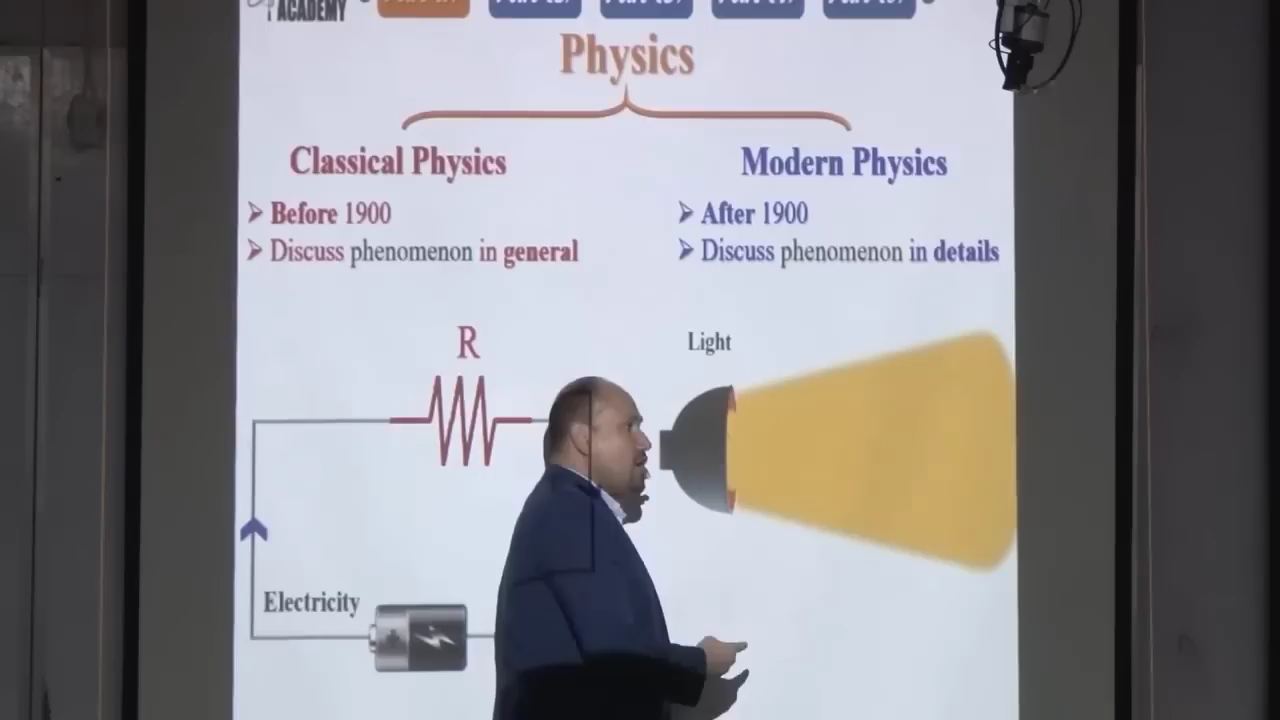 ACADEMY
Physics
Classical Physics
Modern Physics
➢ Before 1900
➢ After 1900
➢ Discuss phenomenon in general
➢ Discuss phenomenon in details
R
Light
Electricity